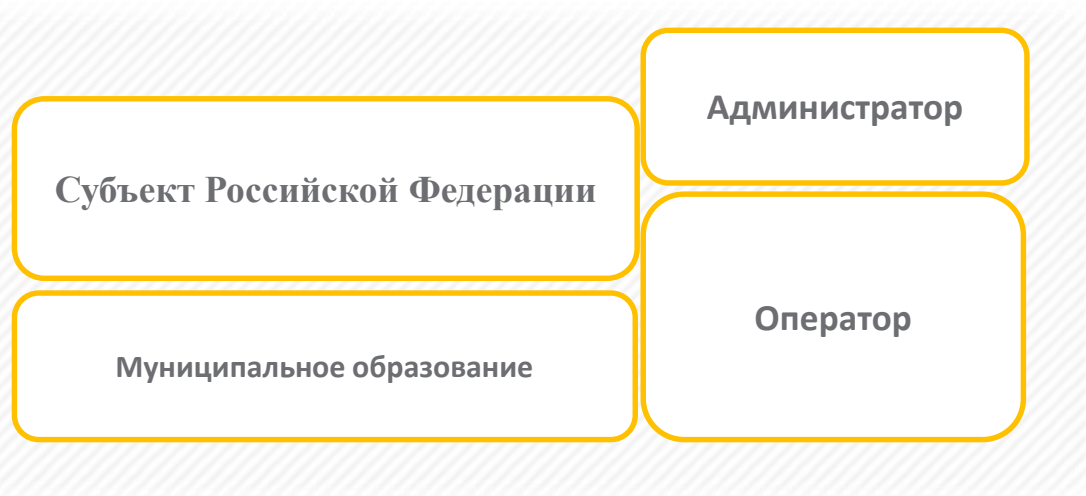 Администратор
Субъект Российской Федерации
Оператор
Муниципальное образование